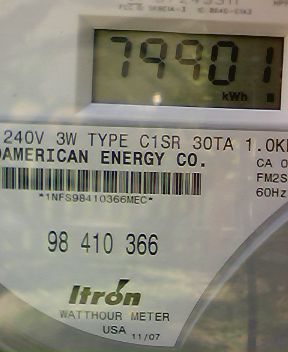 79901
kWh
240V 3W TYPE C1SR 30TA 1.0K
AMERICAN ENERGY CO.
CA 0
FM2S
60Hz
*1NFS98410366MEC*
98 410 366
Itron
WATTHOUR METER
USA 11/07